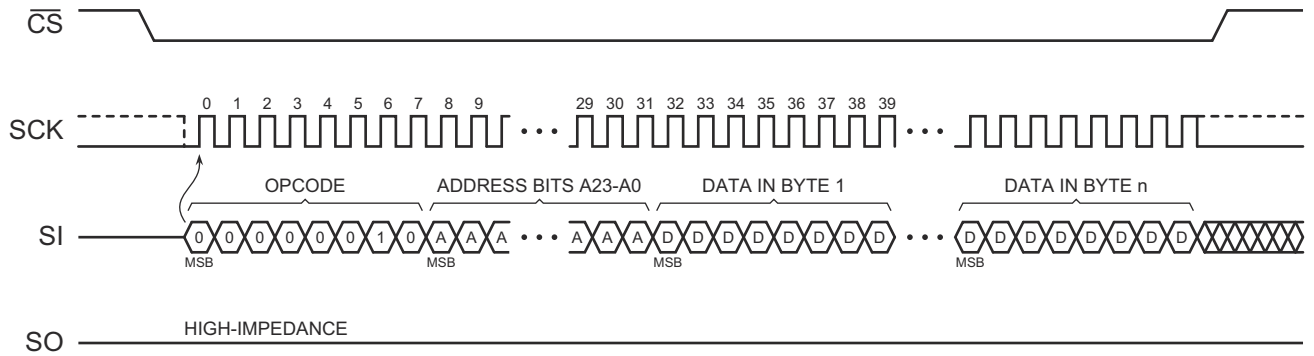 CS
0 1 2 3 4 5 6 7 8 9 29 30 31 32 33 34 35 36 37 38 39
SCK
OPCODE ADDRESS BITS A23-A0 DATA IN BYTE 1 DATA IN BYTE n
SI 0 0 0 0 0 0 1 0 A A A A A A D D D D D D D D D D D D D D D D
MSB MSB MSB MSB
HIGH-IMPEDANCE
SO